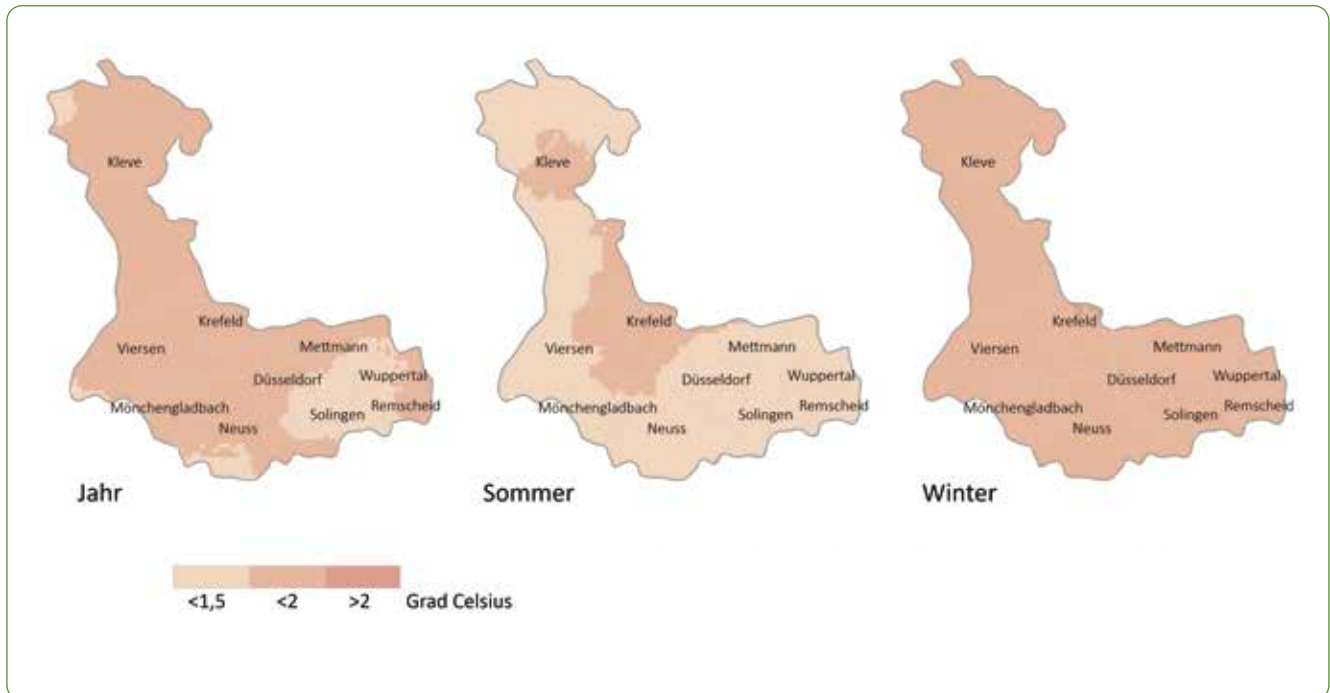 Kleve
Krefeld
Viersen
Mettmann
Düsseldorf
Wuppertal
Mönchengladbach
Solingen
Remscheid
Neuss
Jahr
Kleve
Krefeld
Viersen
Mettmann
Düsseldorf
Wuppertal
Mönchengladbach
Solingen
Remscheid
Neuss
Sommer
Kleve
Krefeld
Viersen
Mettmann
Düsseldorf
Wuppertal
Mönchengladbach
Solingen
Remscheid
Neuss
Winter
<1,5 <2 >2 Grad Celsius